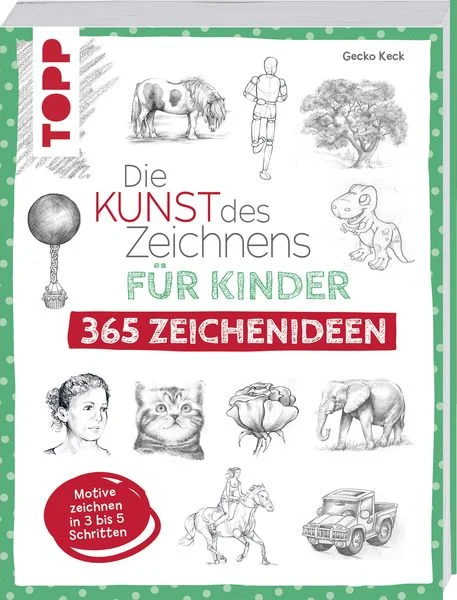 TOPP
Gecko Keck
Die
KUNST des
Zeichnens
FÜR KINDER
365 ZEICHENIDEEN
Motive
zeichnen
in 3 bis 5
Schritten